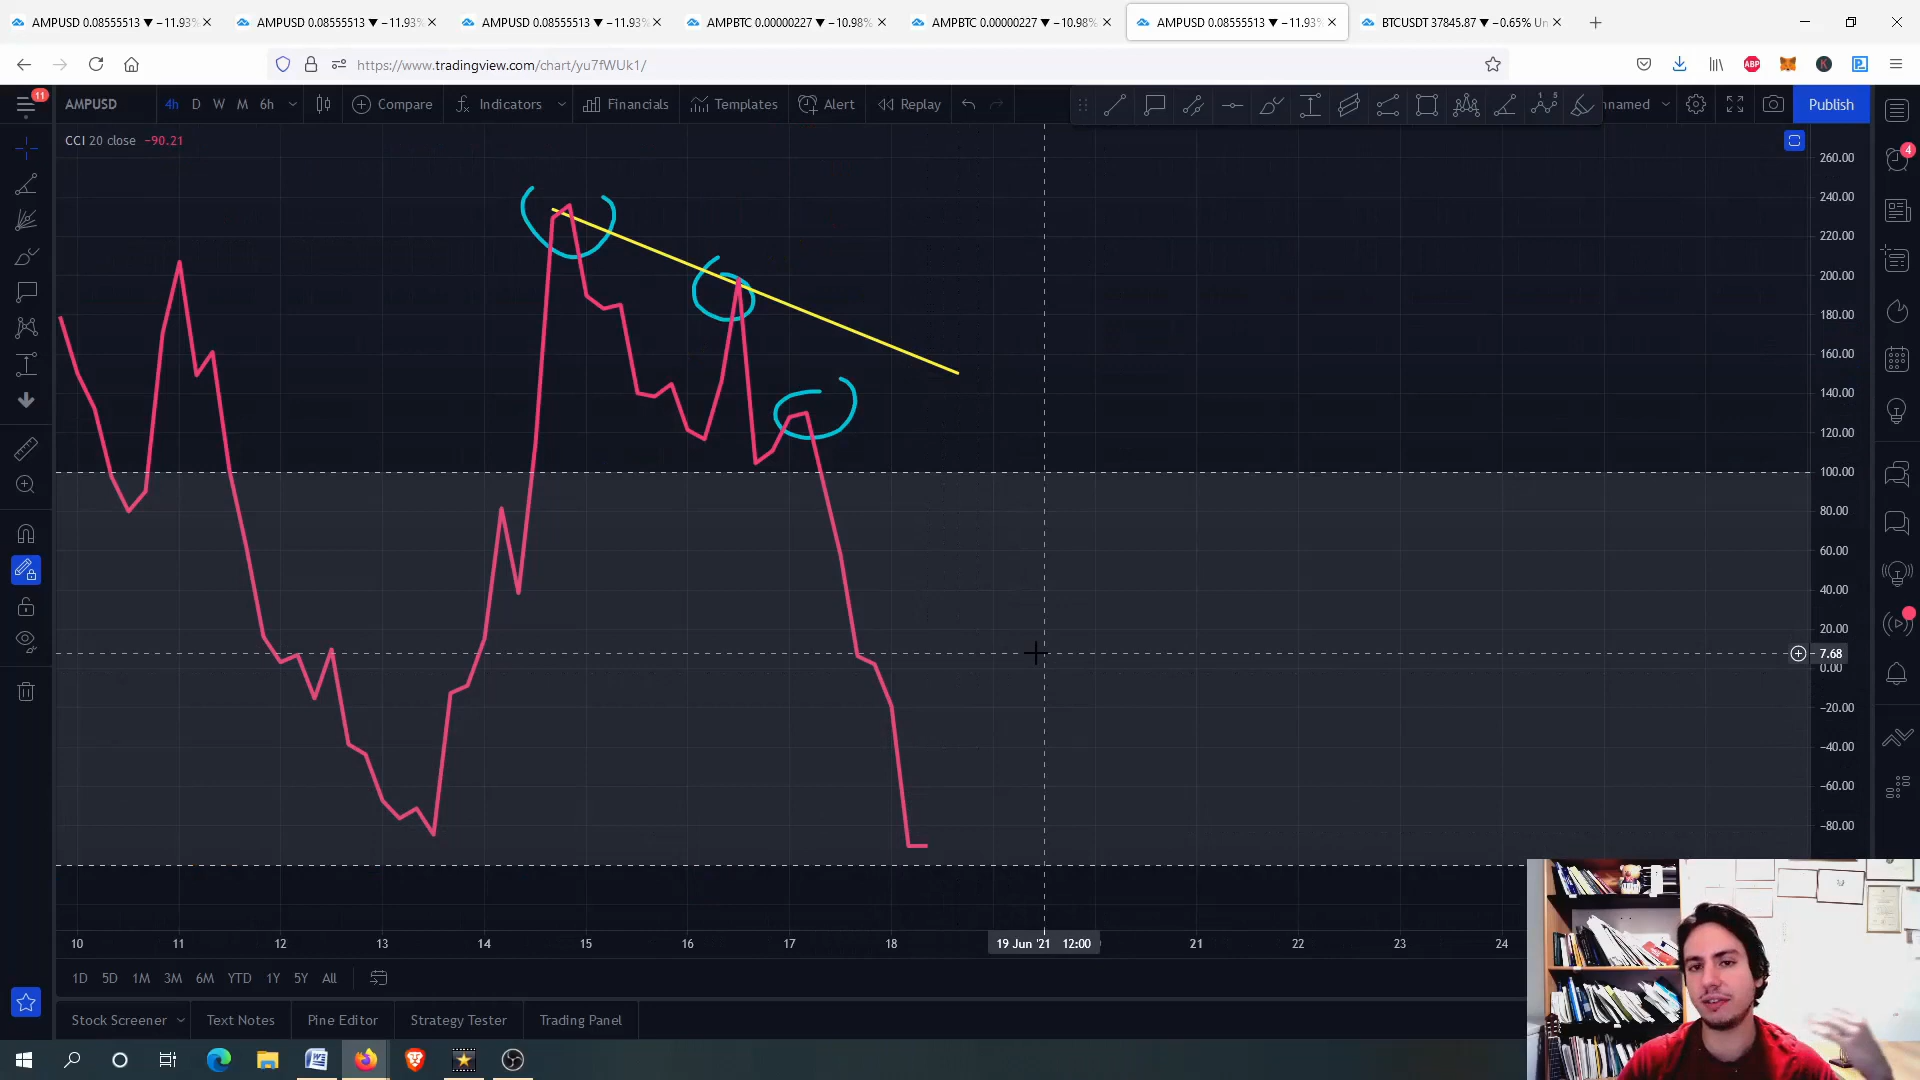 AMPUSD 0.08555513 ▼ −11.93%
AMPUSD 0.08555513 ▼ −11.93%
AMPUSD 0.08555513 ▼ −11.93%
AMPBTC 0.00000227 ▼ −10.98%
AMPBTC 0.00000227 ▼ −10.98%
AMPUSD 0.08555513 ▼ −11.93%
BTCUSDT 37845.87 ▼ −0.65% Un
https://www.tradingview.com/chart/yu7fWUk1/
ABP
K
11
AMPUSD
4h D W M 6h
Compare
Indicators
Financials
Templates
Alert
Replay
nnamed
Publish
CCI 20 close −90.21
4
260.00
240.00
220.00
200.00
180.00
160.00
140.00
120.00
100.00
80.00
60.00
40.00
20.00
7.68
0.00
−20.00
−40.00
−60.00
−80.00
10 11 12 13 14 15 16 17 18 19 Jun '21 12:00 21 22 23 24
1D 5D 1M 3M 6M YTD 1Y 5Y All
Stock Screener Text Notes Pine Editor Strategy Tester Trading Panel